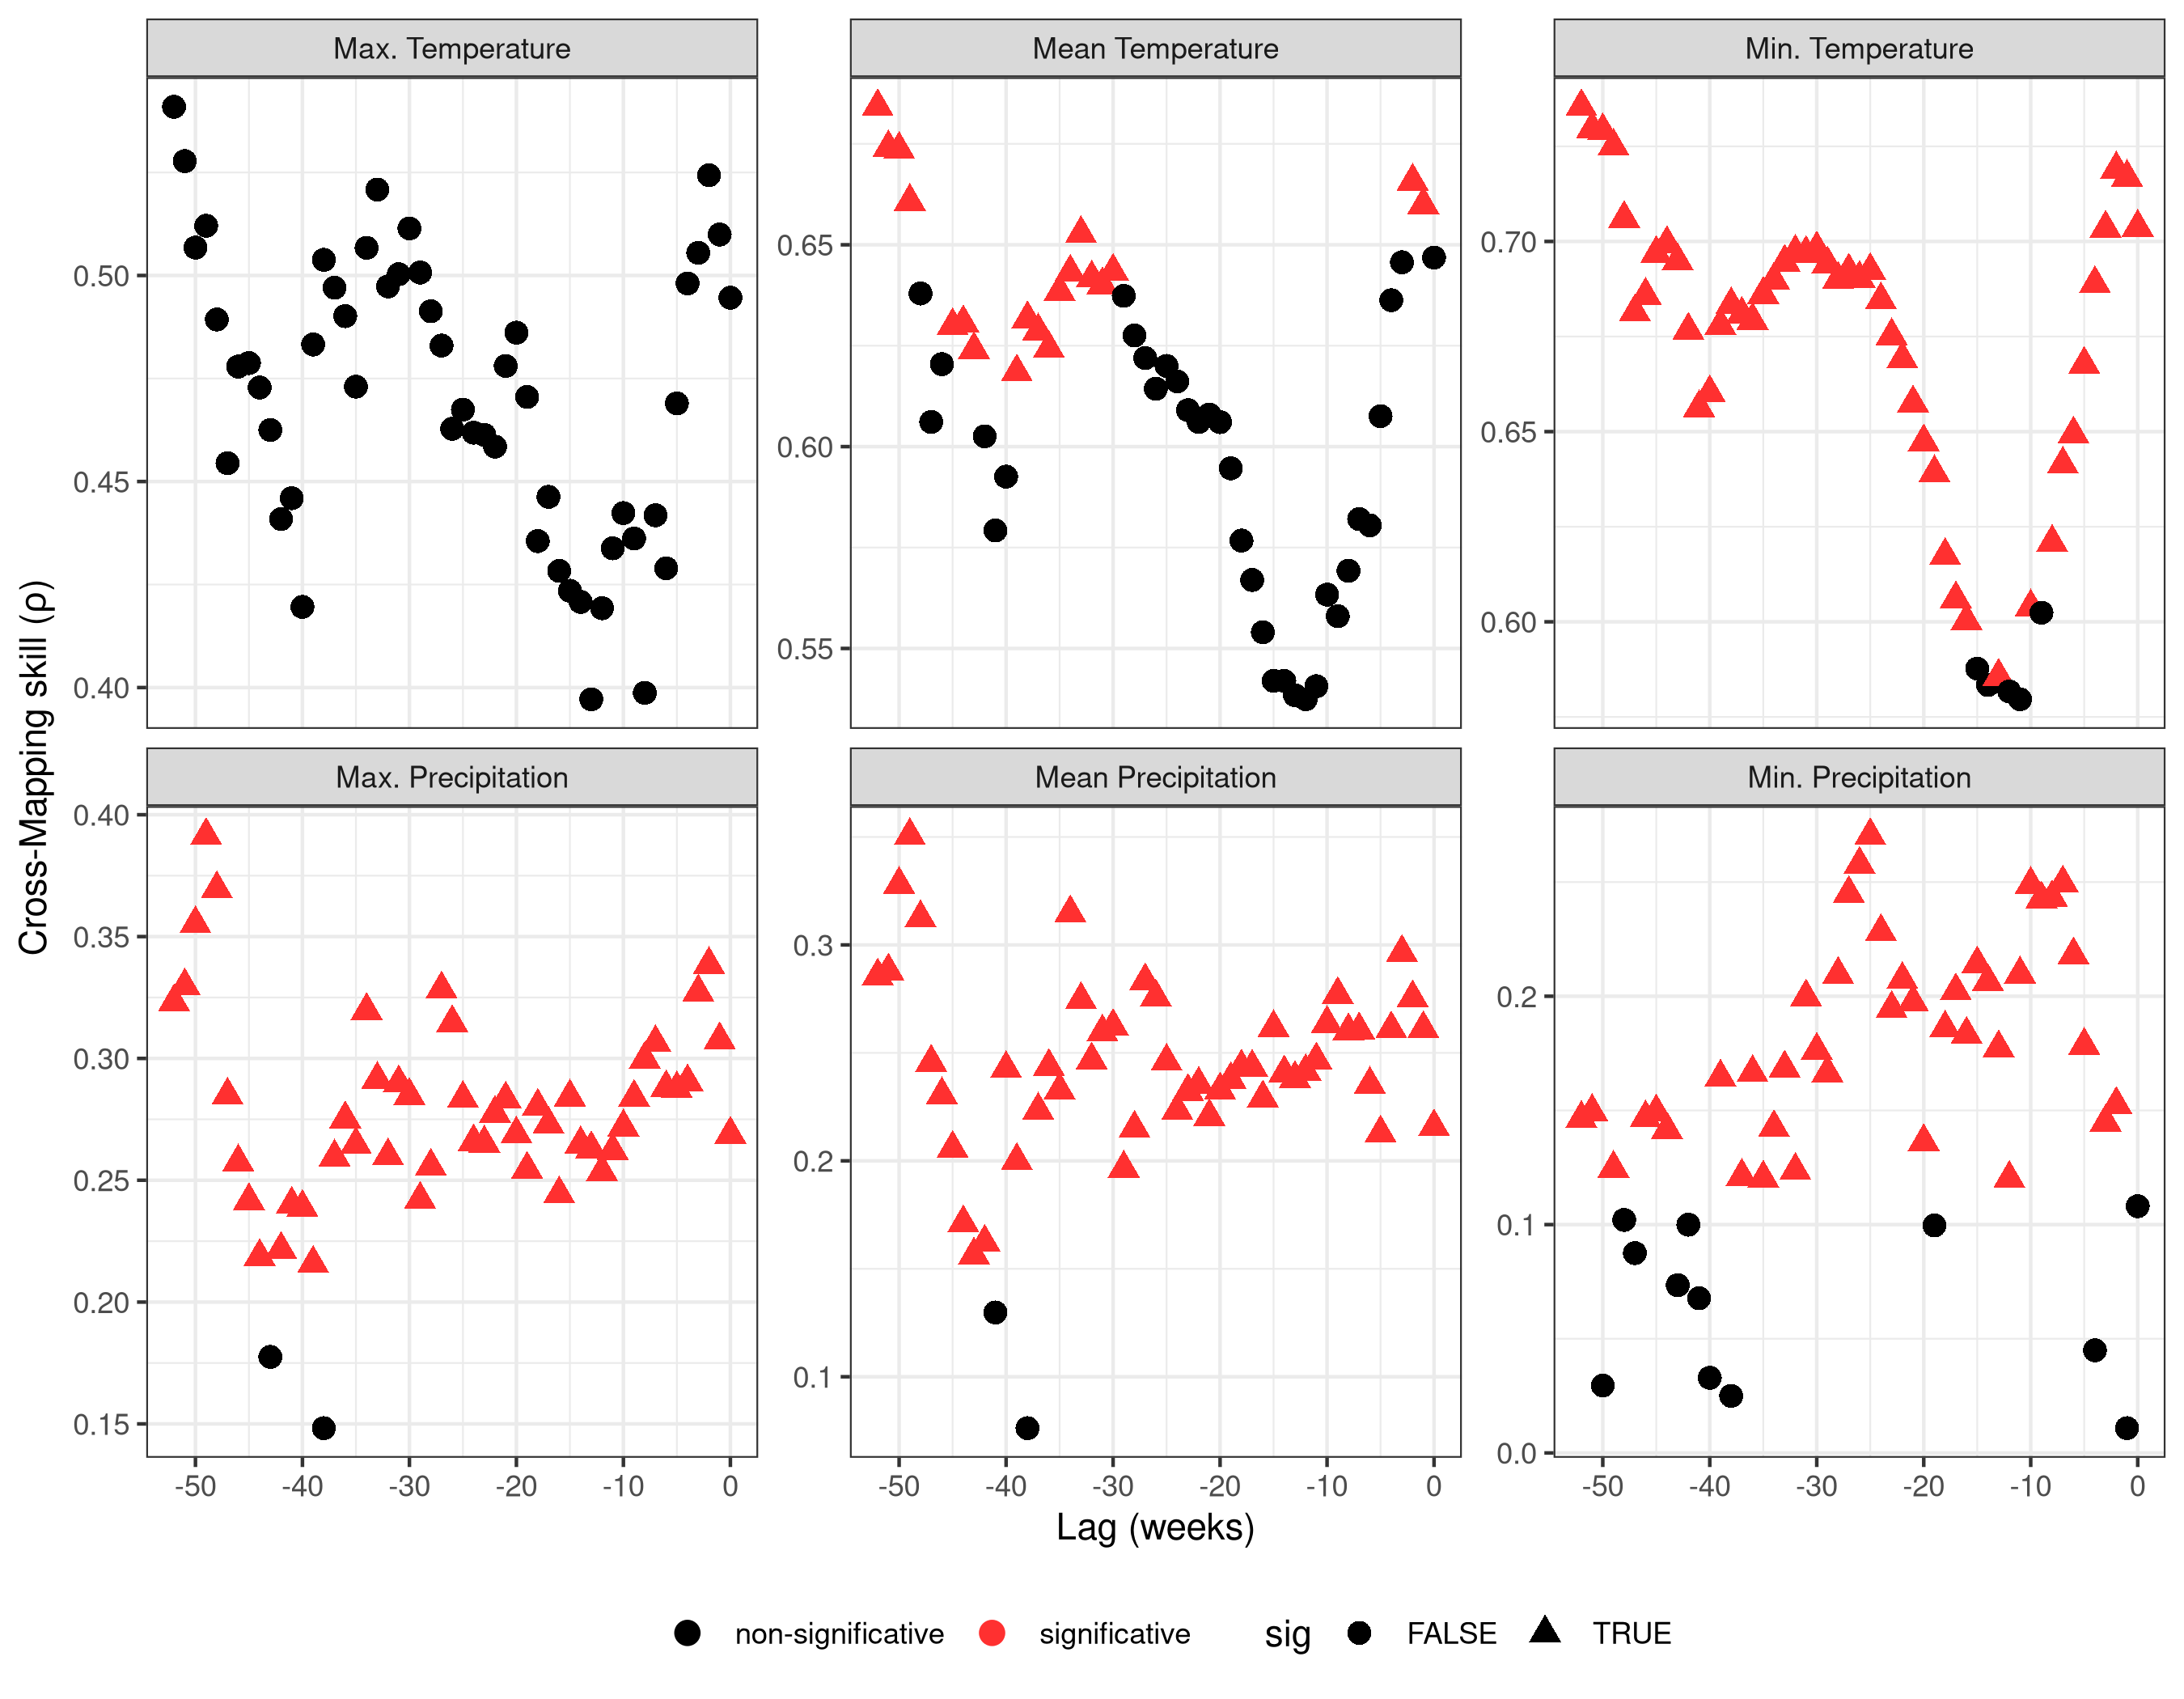 Max. Temperature
Mean Temperature
Min. Temperature
0.50
0.45
0.40
0.65
0.60
0.55
0.70
0.65
0.60
Cross-Mapping skill (ρ)
Max. Precipitation
Mean Precipitation
Min. Precipitation
0.40
0.35
0.30
0.25
0.20
0.15
0.3
0.2
0.1
0.2
0.1
0.0
-50 -40 -30 -20 -10 0
-50 -40 -30 -20 -10 0
-50 -40 -30 -20 -10 0
Lag (weeks)
non-significative significative sig FALSE TRUE